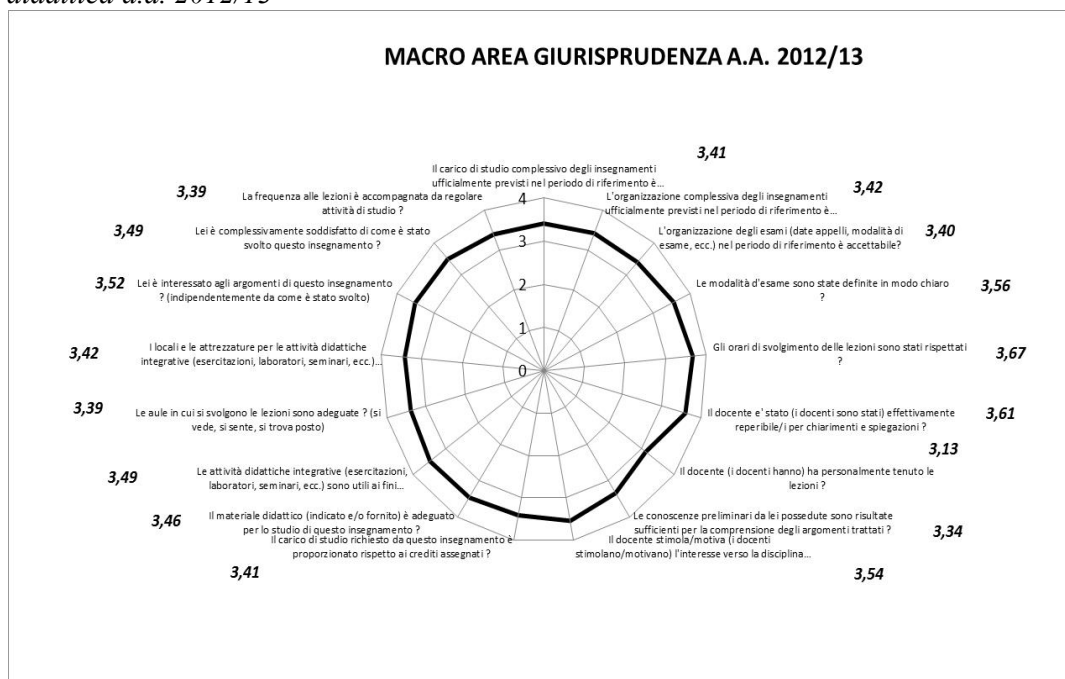 didattica a.a. 2012/13
MACRO AREA GIURISPRUDENZA A.A. 2012/13
3,41
Il carico di studio complessivo degli insegnamenti
ufficialmente previsti nel periodo di riferimento è...
3,42
L'organizzazione complessiva degli insegnamenti
ufficialmente previsti nel periodo di riferimento è...
3,40
L'organizzazione degli esami (date appelli, modalità di
esame, ecc.) nel periodo di riferimento è accettabile?
3,56
Le modalità d'esame sono state definite in modo chiaro
?
3,67
Gli orari di svolgimento delle lezioni sono stati rispettati
?
3,61
Il docente e' stato (i docenti sono stati) effettivamente
reperibile/i per chiarimenti e spiegazioni ?
3,13
Il docente (i docenti hanno) ha personalmente tenuto le
lezioni ?
3,34
Le conoscenze preliminari da lei possedute sono risultate
sufficienti per la comprensione degli argomenti trattati ?
3,54
Il docente stimola/motiva (i docenti
stimolano/motivano) l'interesse verso la disciplina...
3,41
Il carico di studio richiesto da questo insegnamento è
proporzionato rispetto ai crediti assegnati ?
3,46
Il materiale didattico (indicato e/o fornito) è adeguato
per lo studio di questo insegnamento ?
3,49
Le attività didattiche integrative (esercitazioni,
laboratori, seminari, ecc.) sono utili ai fini...
3,39
Le aule in cui si svolgono le lezioni sono adeguate ? (si
vede, si sente, si trova posto)
3,42
I locali e le attrezzature per le attività didattiche
integrative (esercitazioni, laboratori, seminari, ecc.)...
3,52
Lei è interessato agli argomenti di questo insegnamento
? (indipendentemente da come è stato svolto)
3,49
Lei è complessivamente soddisfatto di come è stato
svolto questo insegnamento ?
3,39
La frequenza alle lezioni è accompagnata da regolare
attività di studio ?
4
3
2
1
0